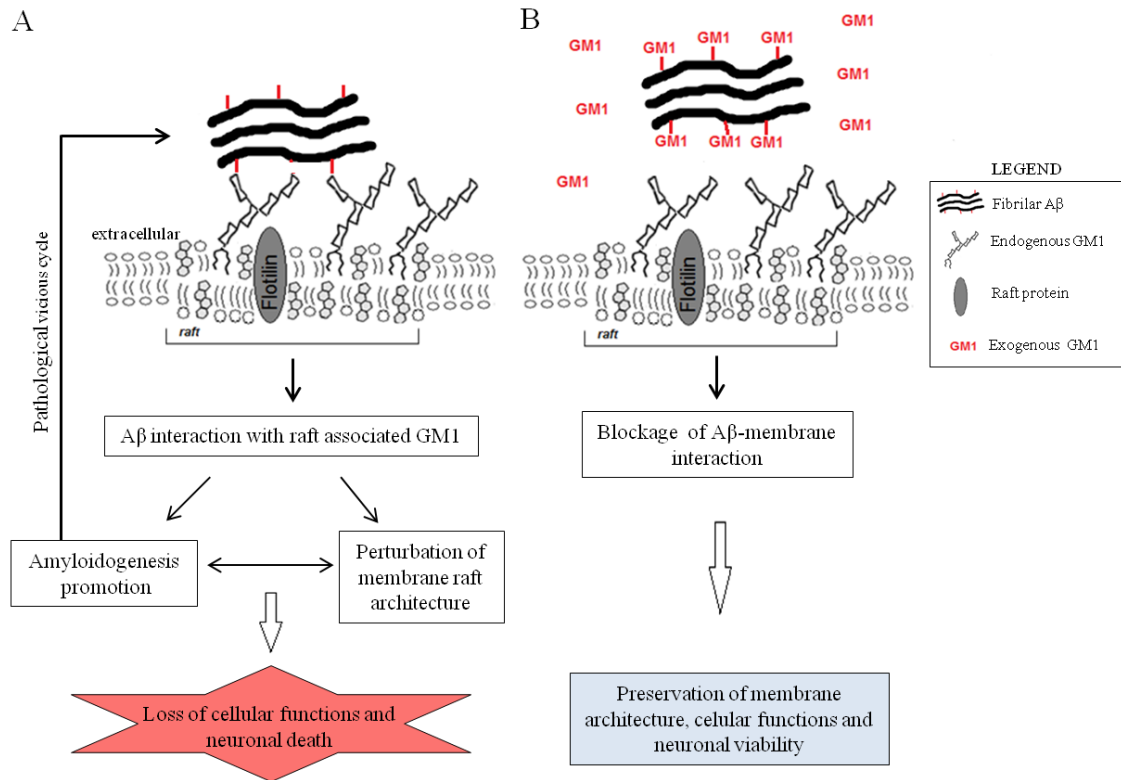 A
extracellular
Flotilin
raft
Pathological vicious cycle
Aβ interaction with raft associated GM1
Amyloidogenesis
promotion
Perturbation of
membrane raft
architecture
Loss of cellular functions and
neuronal death
B
GM1
GM1
GM1
GM1
GM1
GM1
GM1
GM1
GM1
GM1
GM1
GM1
GM1
Flotilin
raft
Blockage of Aβ-membrane
interaction
Preservation of membrane
architecture, celular functions and
neuronal viability
LEGEND
Fibrilar Aβ
Endogenous GM1
Raft protein
GM1 Exogenous GM1